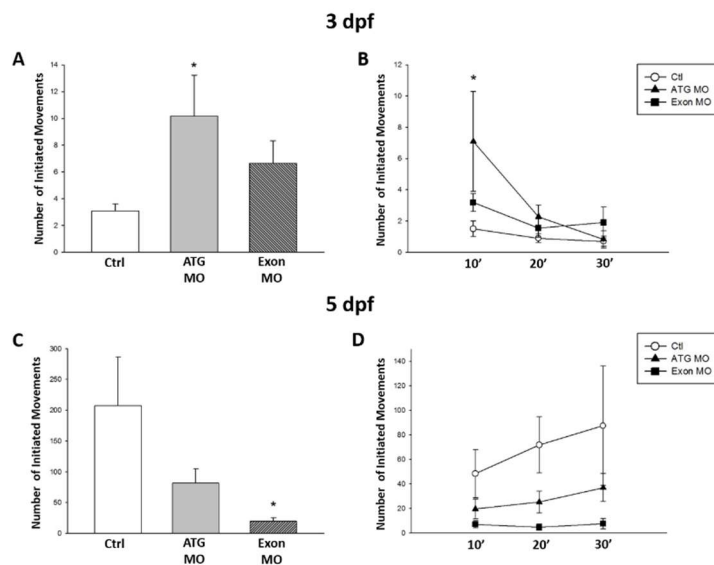 3 dpf
A
B
*
*
14
12
10
8
6
4
2
0
Number of Initiated Movements
Ctrl
ATG
MO
Exon
MO
12
10
8
6
4
2
0
Number of Initiated Movements
10’
20’
30’
Ctl
ATG MO
Exon MO
5 dpf
C
D
300
250
200
150
100
50
0
Number of Initiated Movements
*
Ctrl
ATG
MO
Exon
MO
140
120
100
80
60
40
20
0
Number of Initiated Movements
10’
20’
30’
Ctl
ATG MO
Exon MO